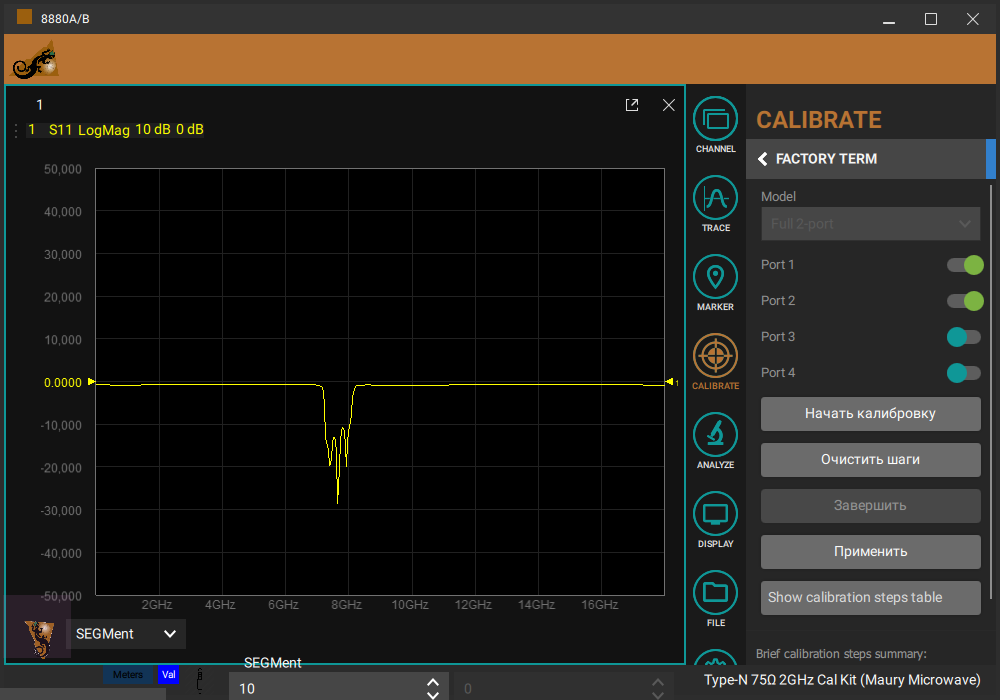 8880A/B
1
1 S11 LogMag 10 dB 0 dB
50,000
40,000
30,000
20,000
10,000
0.0000
1
-10,000
-20,000
-30,000
-40,000
-50,000
2GHz 4GHz 6GHz 8GHz 10GHz 12GHz 14GHz 16GHz
SEGMent
SEGMent
Meters Val
10
0
CHANNEL
TRACE
MARKER
CALIBRATE
ANALYZE
DISPLAY
FILE
CALIBRATE
FACTORY TERM
Model
Full 2-port
Port 1
Port 2
Port 3
Port 4
Начать калибровку
Очистить шаги
Завершить
Применить
Show calibration steps table
Brief calibration steps summary:
Type-N 75Ω 2GHz Cal Kit (Maury Microwave)